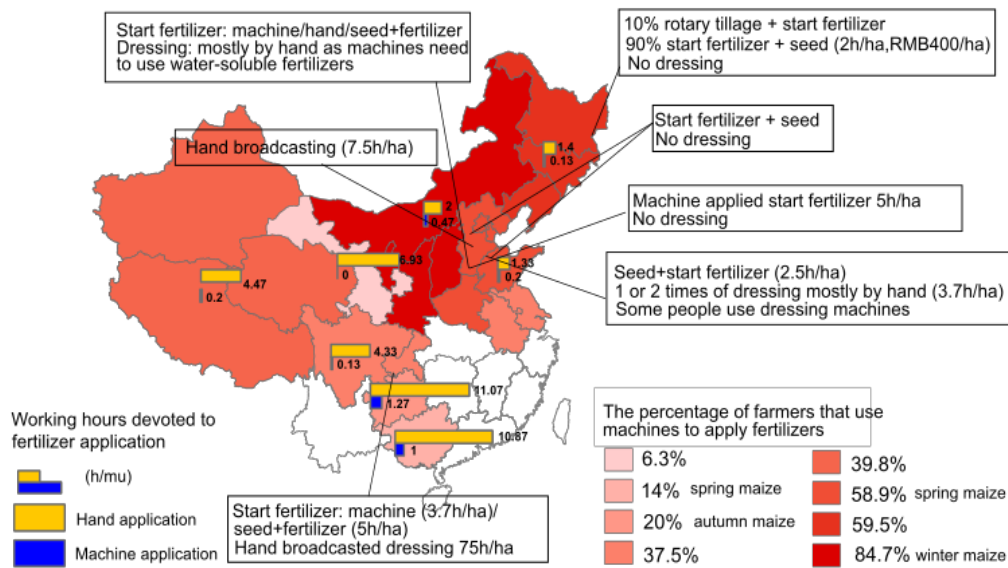 Start fertilizer: machine/hand/seed+fertilizer
Dressing: mostly by hand as machines need
to use water-soluble fertilizers
10% rotary tillage + start fertilizer
90% start fertilizer + seed (2h/ha,RMB400/ha)
No dressing
Start fertilizer + seed
No dressing
Hand broadcasting (7.5h/ha)
1.4
0.13
Machine applied start fertilizer 5h/ha
No dressing
2
0.47
6.93
0
1.33
0.2
4.47
0.2
Seed+start fertilizer (2.5h/ha)
1 or 2 times of dressing mostly by hand (3.7h/ha)
Some people use dressing machines
4.33
0.13
11.07
1.27
10.87
1
Working hours devoted to
fertilizer application
(h/mu)
Hand application
Machine application
Start fertilizer: machine (3.7h/ha)/
seed+fertilizer (5h/ha)
Hand broadcasted dressing 75h/ha
The percentage of farmers that use
machines to apply fertilizers
6.3%
14% spring maize
20% autumn maize
37.5%
39.8%
58.9% spring maize
59.5%
84.7% winter maize